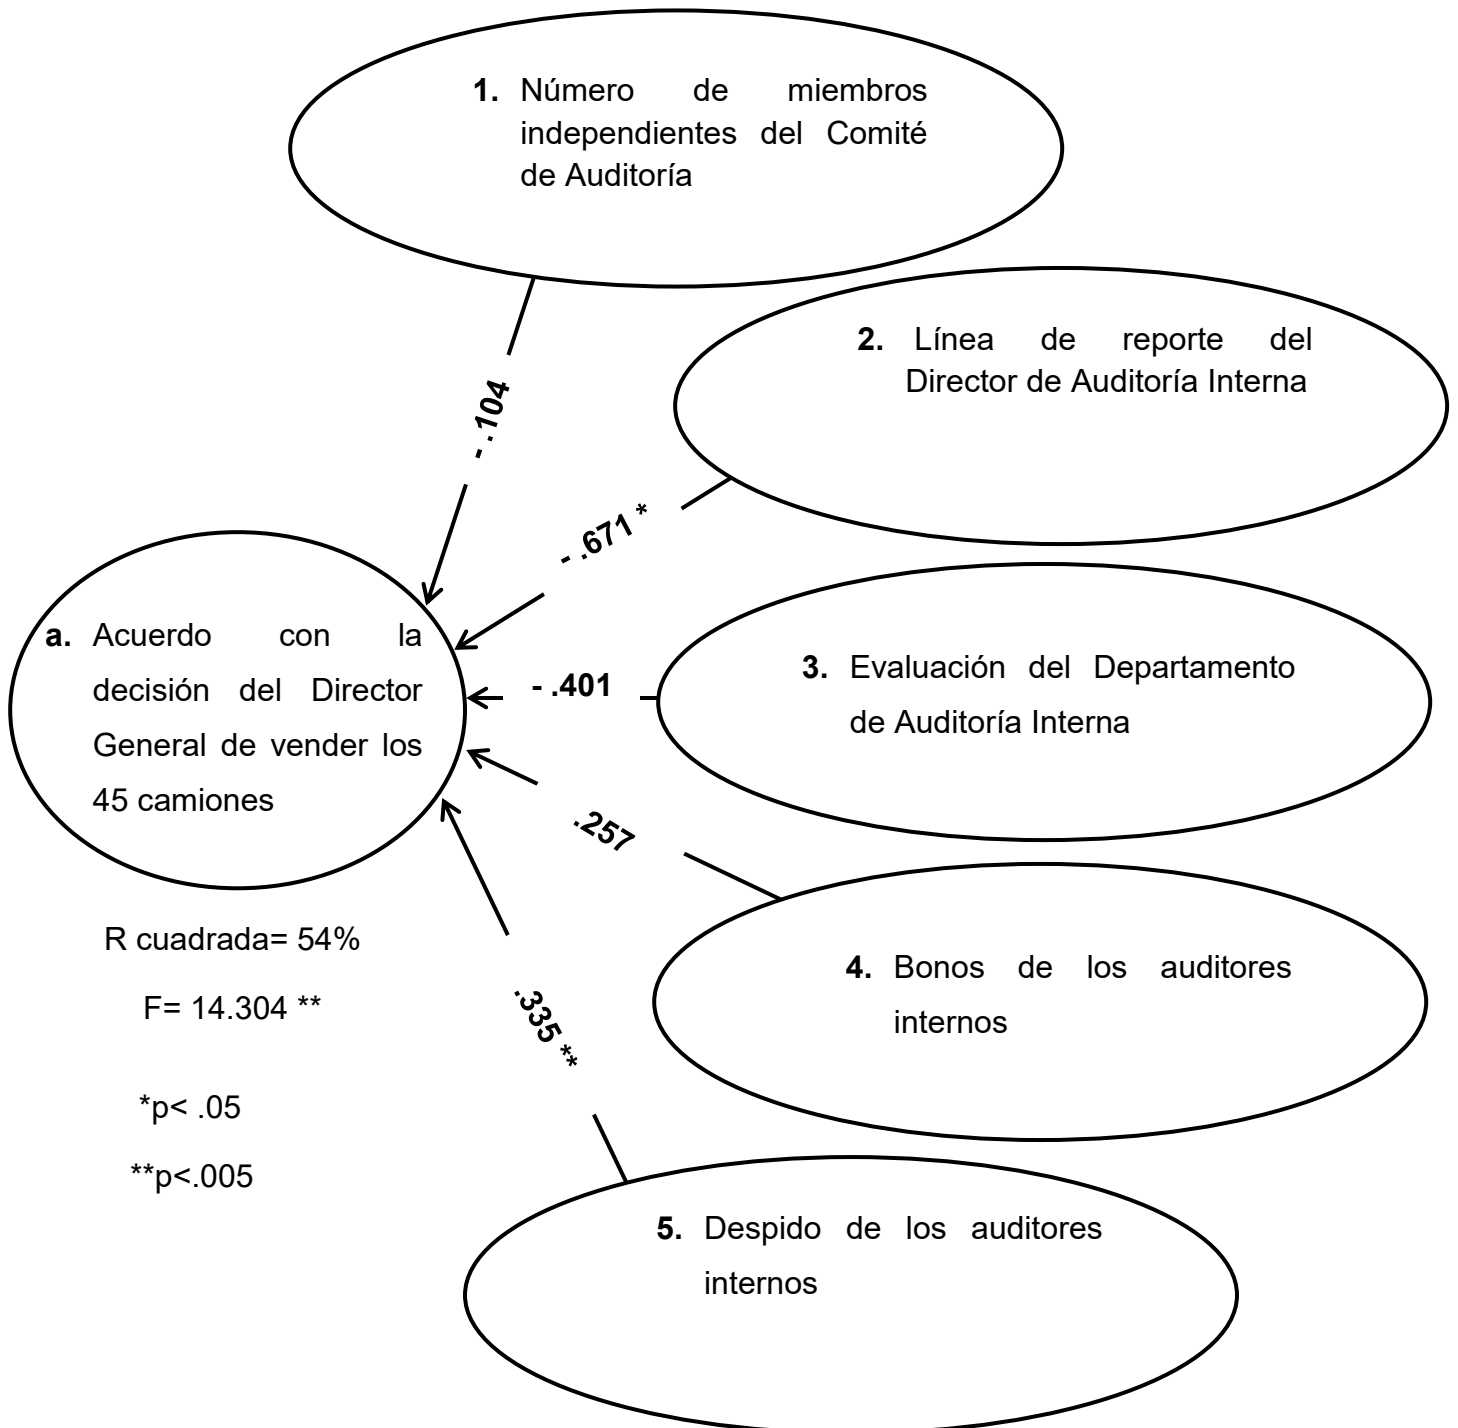 1. Número de miembros
independientes del Comité
de Auditoría
2. Línea de reporte del
Director de Auditoría Interna
- .104
- .671 *
a. Acuerdo con la
decisión del Director
General de vender los
45 camiones
- .401
3. Evaluación del Departamento
de Auditoría Interna
.257
4. Bonos de los auditores
internos
R cuadrada= 54%
F= 14.304 **
.335 **
*p< .05
**p<.005
5. Despido de los auditores
internos